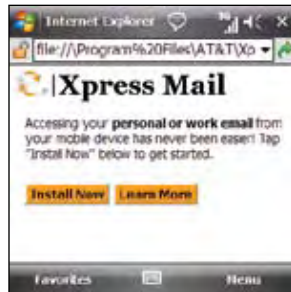 Internet Explorer
file://\Program%20Files\AT&T\Xp
Xpress Mail
Accessing your personal or work email from
your mobile device has never been easier! Tap
"Install Now" below to get started.
Install Now Learn More
Favorites Menu